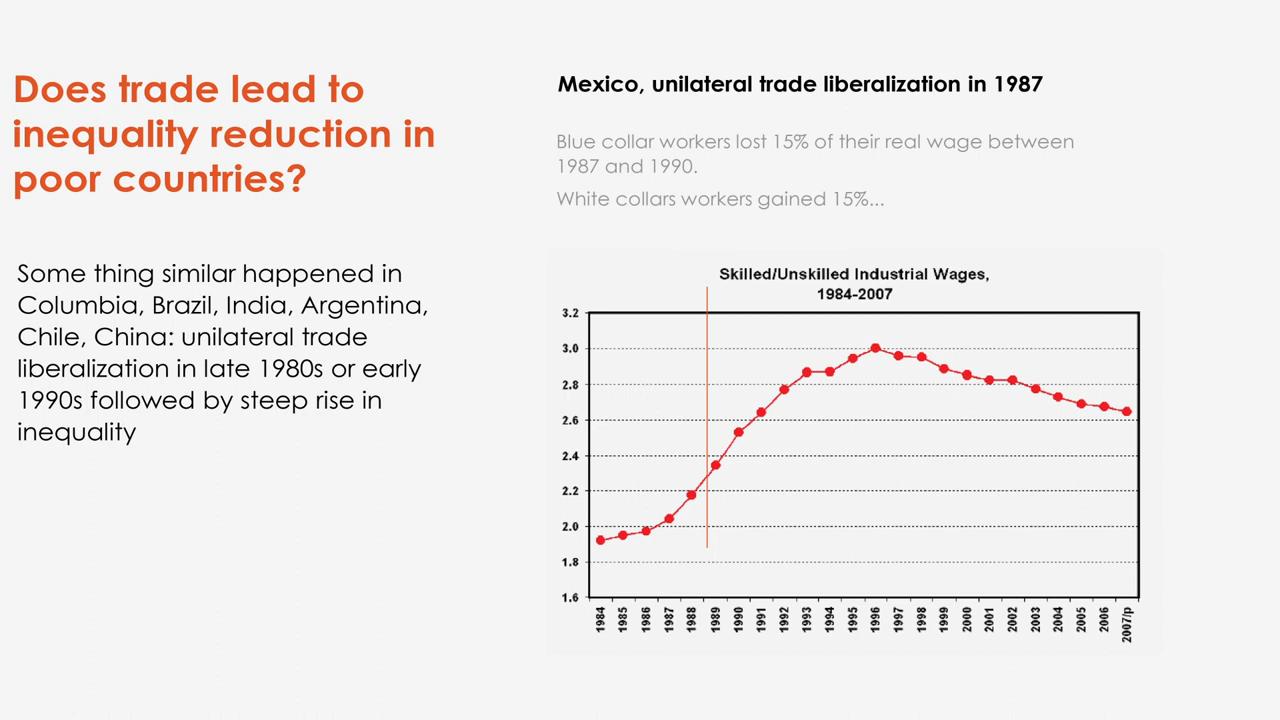 Does trade lead to
inequality reduction in
poor countries?
Some thing similar happened in
Columbia, Brazil, India, Argentina,
Chile, China: unilateral trade
liberalization in late 1980s or early
1990s followed by steep rise in
inequality
Mexico, unilateral trade liberalization in 1987
Blue collar workers lost 15% of their real wage between
1987 and 1990.
White collars workers gained 15%...
Skilled/Unskilled Industrial Wages,
1984-2007
3.2
3.0
2.8
2.6
2.4
2.2
2.0
1.8
1.6
1984
1985
1986
1987
1988
1989
1990
1991
1992
1993
1994
1995
1996
1997
1998
1999
2000
2001
2002
2003
2004
2005
2006
2007/p